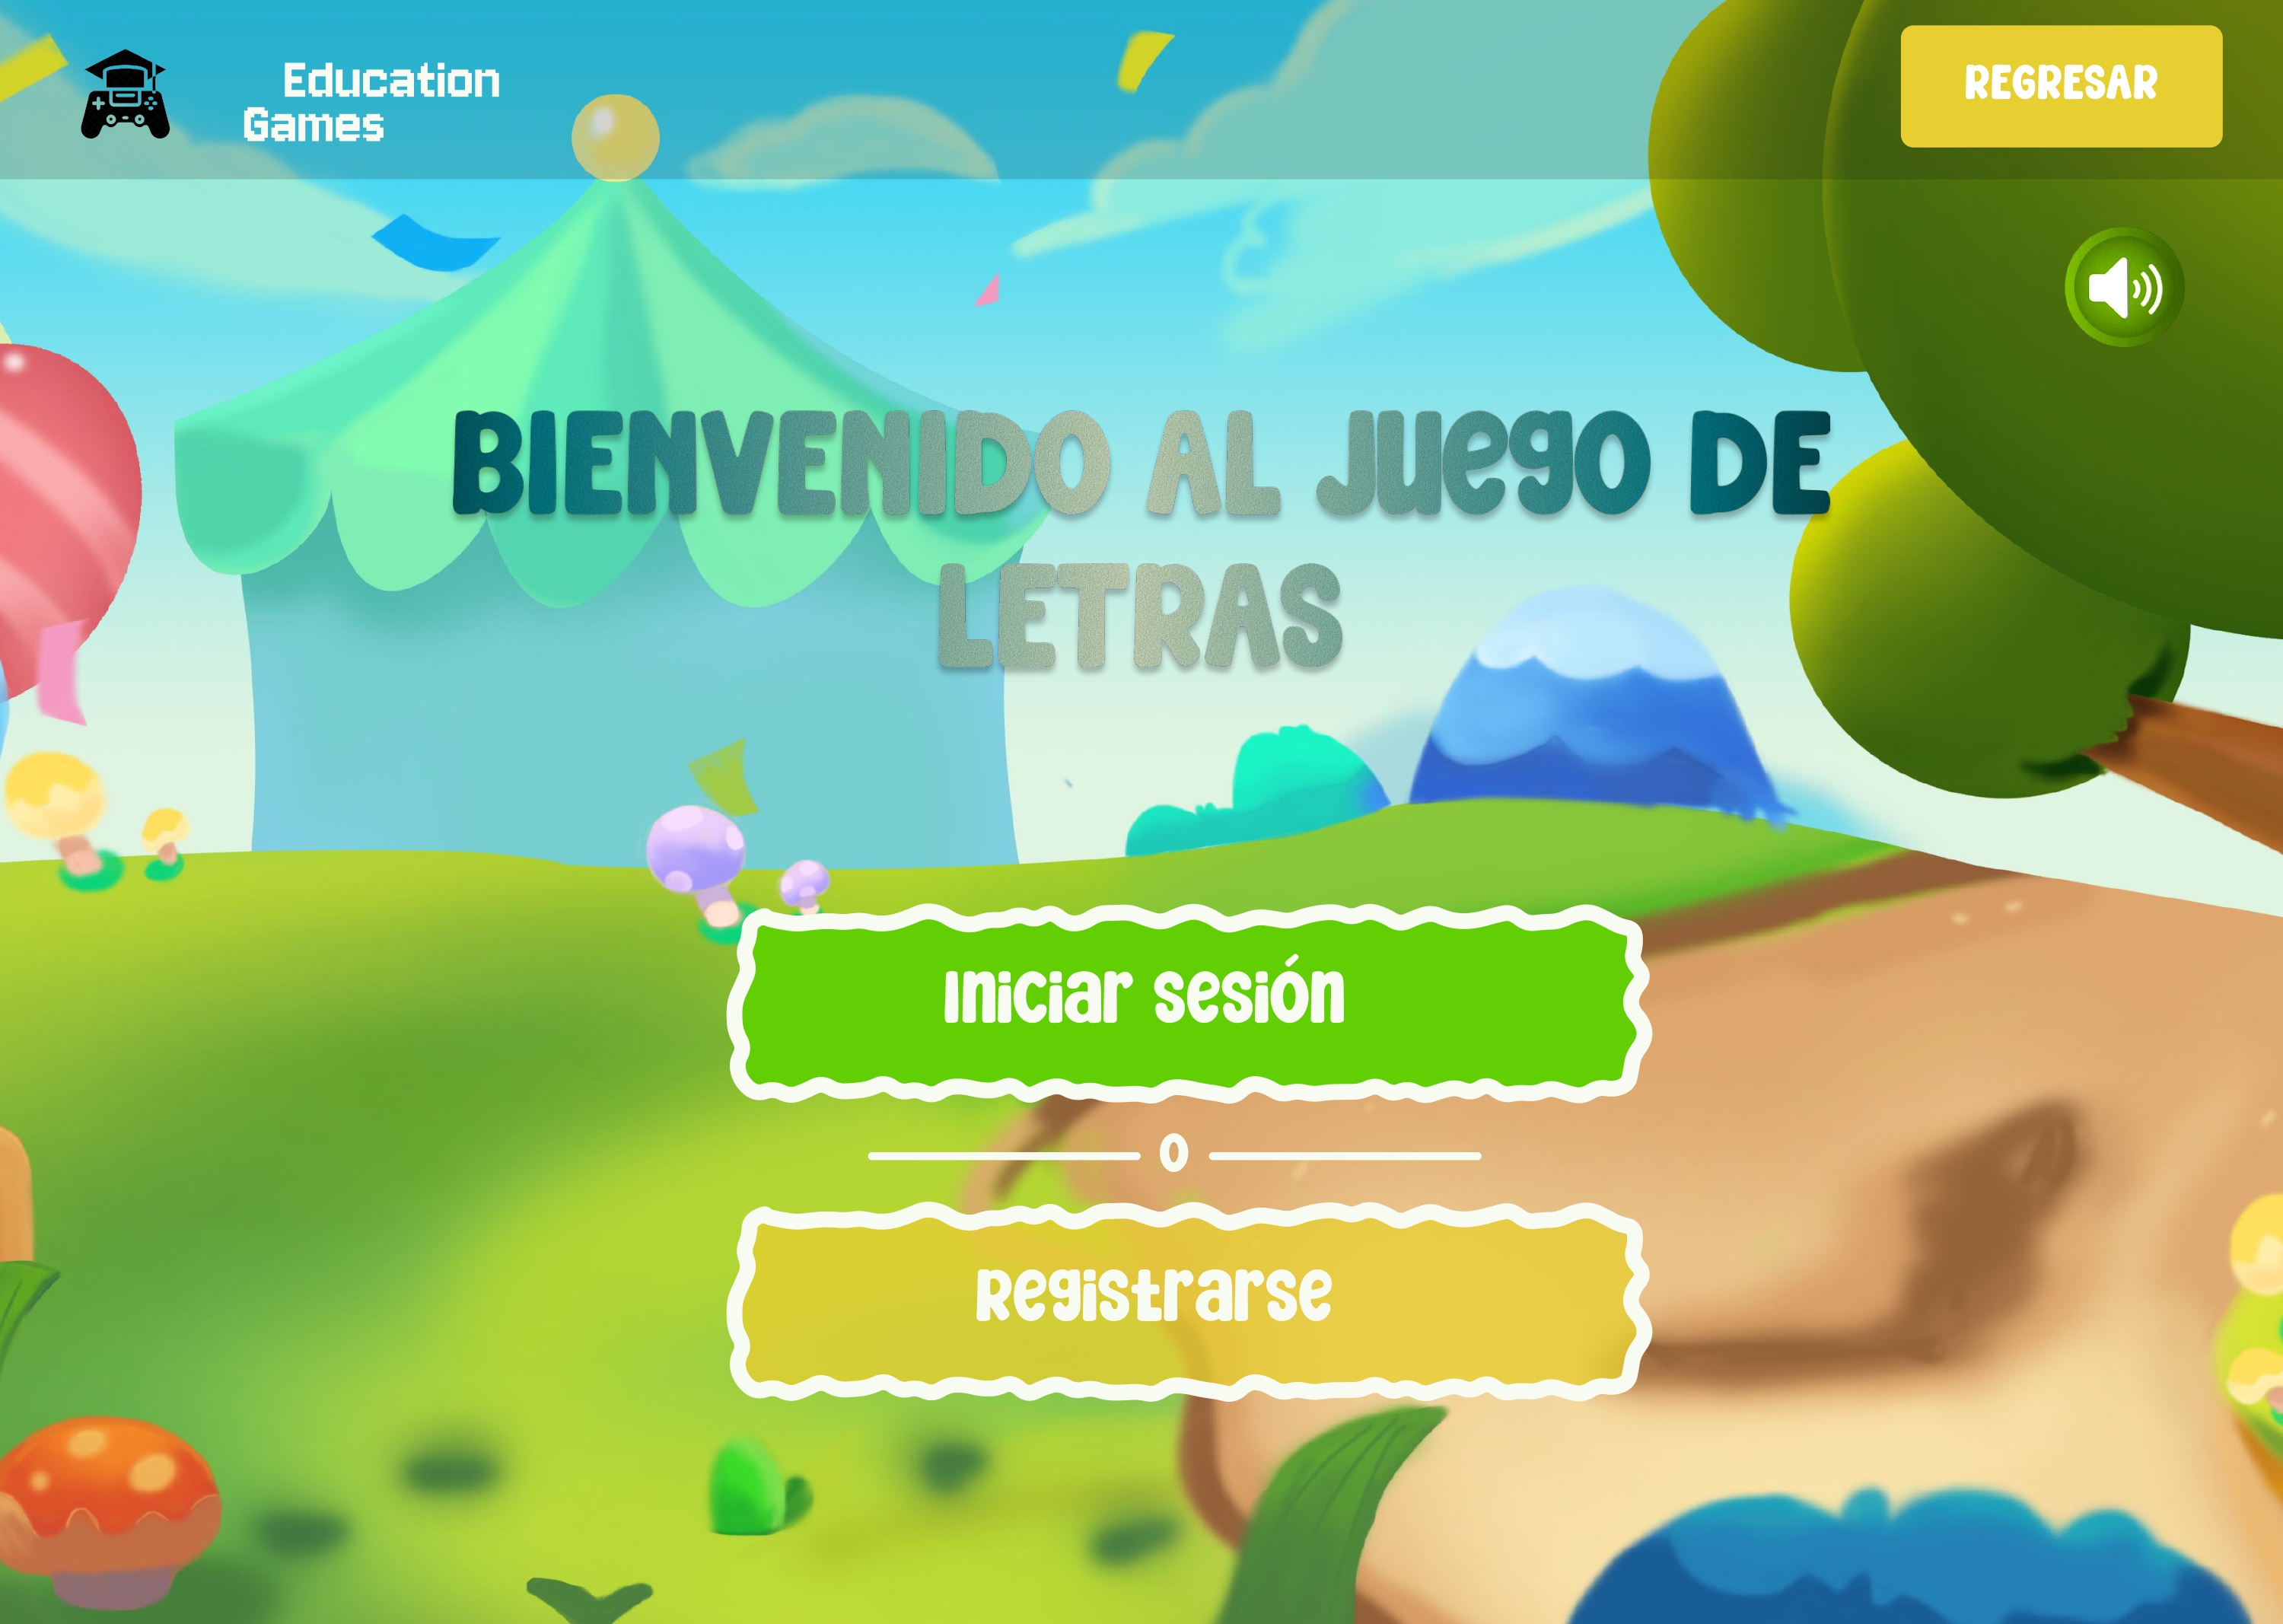 Education
Games
REGRESAR
BIENVENIDO AL JuegO DE
LETRAS
Iniciar sesión
O
Registrarse